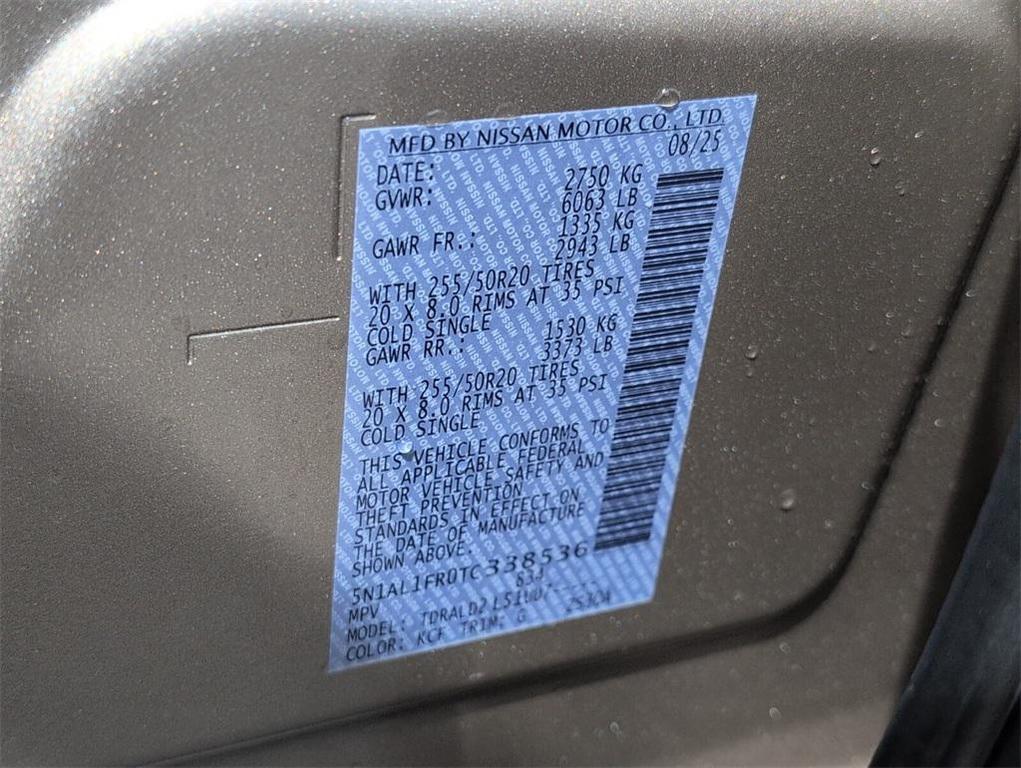 MFD BY NISSAN MOTOR CO., LTD.
DATE: 08/25
GVWR: 2750 KG
6063 LB
GAWR FR.: 1335 KG
2943 LB
WITH 255/50R20 TIRES
20 X 8.0 RIMS AT 35 PSI
COLD SINGLE
GAWR RR.: 1530 KG
3373 LB
WITH 255/50R20 TIRES
20 X 8.0 RIMS AT 35 PSI
COLD SINGLE
THIS VEHICLE CONFORMS TO
ALL APPLICABLE FEDERAL
MOTOR VEHICLE SAFETY AND
THEFT PREVENTION
STANDARDS IN EFFECT ON
THE DATE OF MANUFACTURE
SHOWN ABOVE.
5N1AL1FR0TC338536
MPV
MODEL:
COLOR: KCF TRIM: G